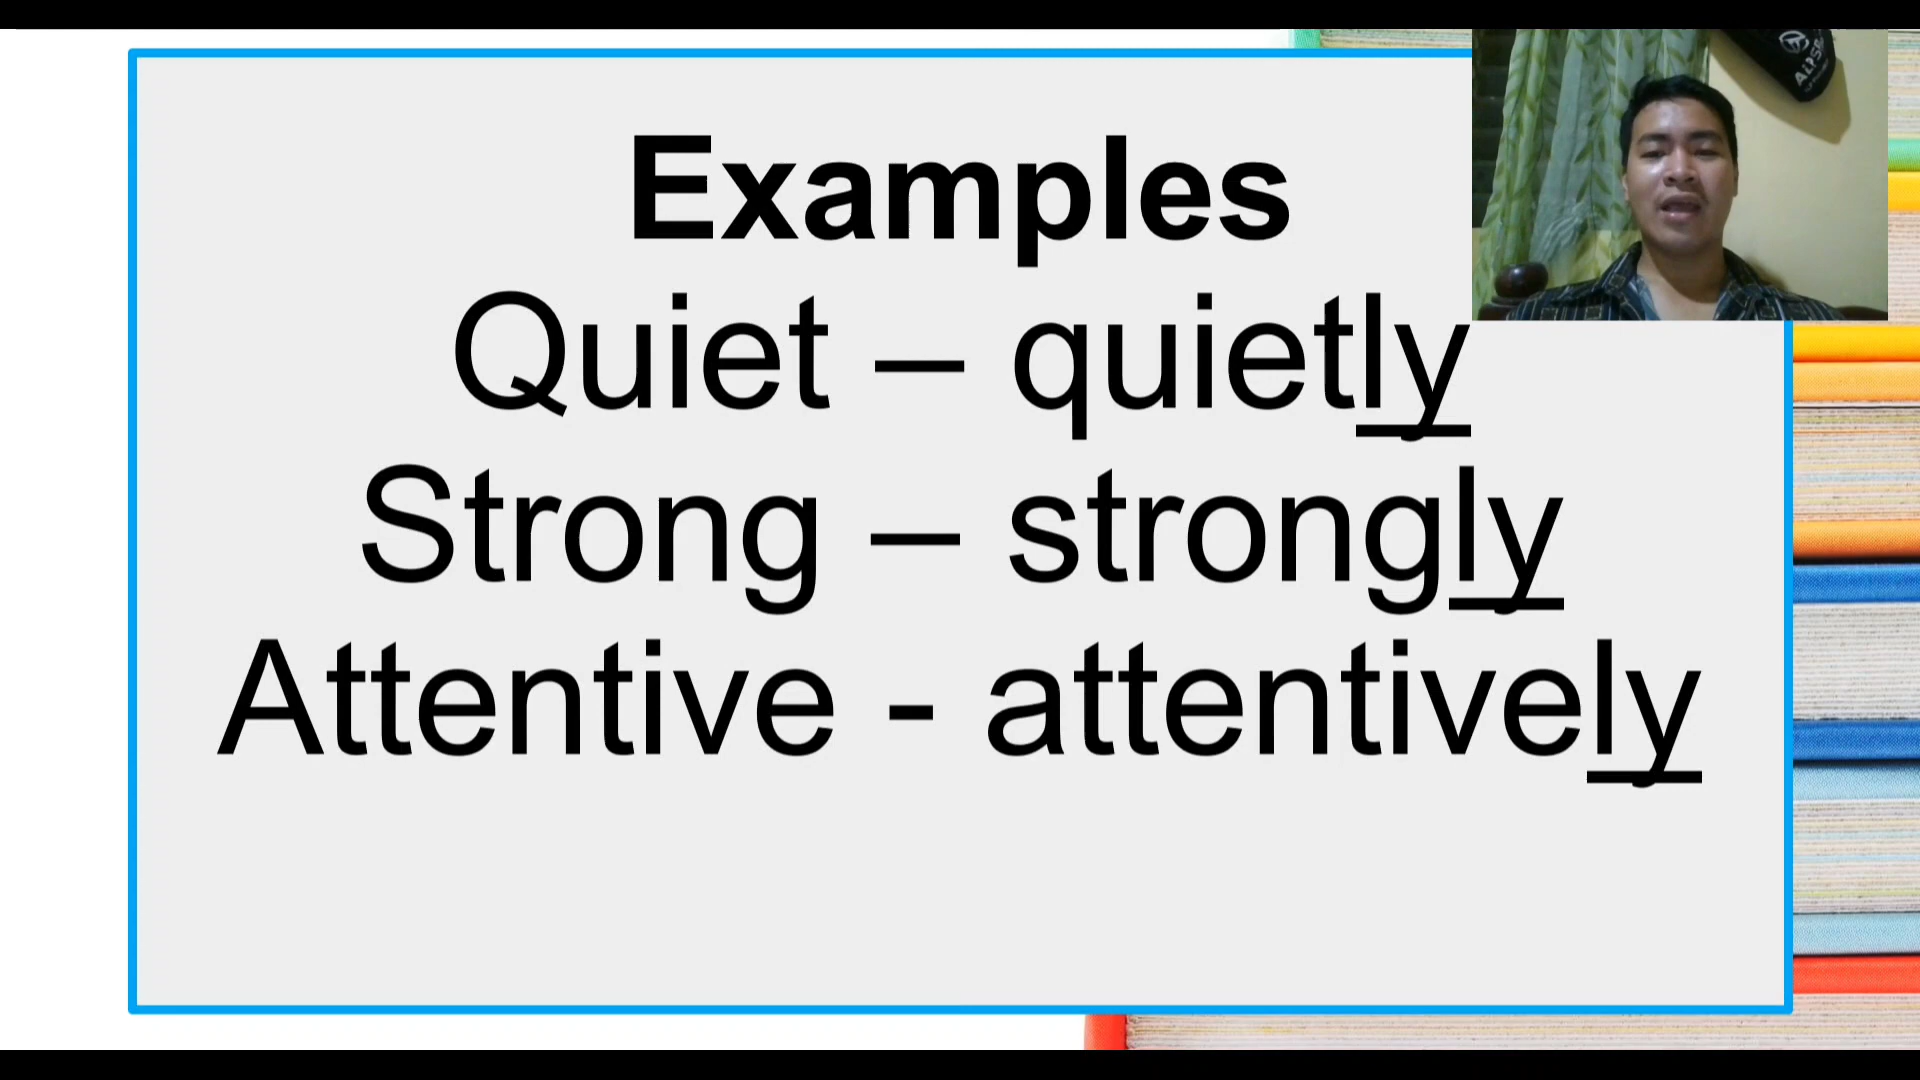 Examples
Quiet – quietly
Strong – strongly
Attentive - attentively